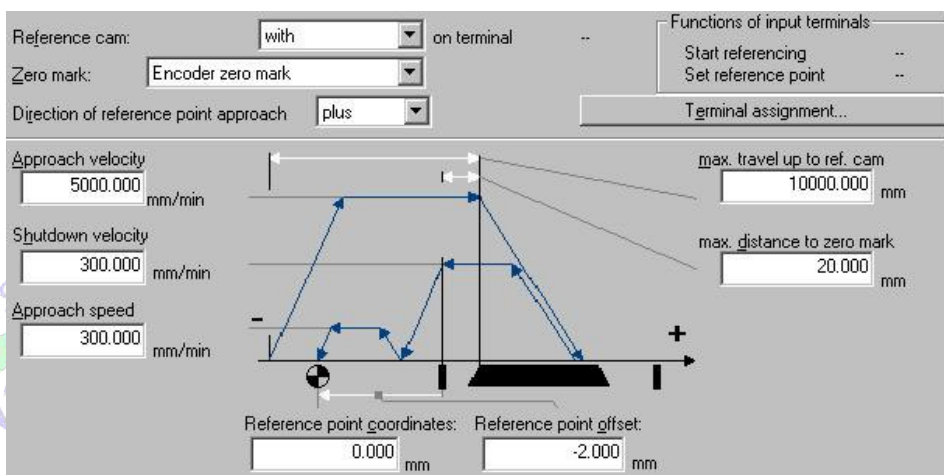 Reference cam: with on terminal --
Zero mark: Encoder zero mark
Direction of reference point approach plus
Functions of input terminals
Start referencing --
Set reference point --
Terminal assignment...
Approach velocity
5000.000 mm/min
Shutdown velocity
300.000 mm/min
Approach speed
300.000 mm/min
max. travel up to ref. cam
10000.000 mm
max. distance to zero mark
20.000 mm
- +
Reference point coordinates:
0.000 mm
Reference point offset:
-2.000 mm